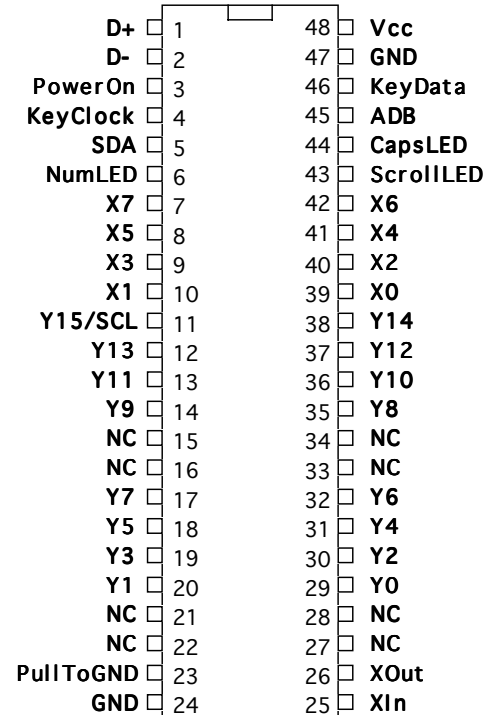 D+ 1 48 Vcc
D- 2 47 GND
PowerOn 3 46 KeyData
KeyClock 4 45 ADB
SDA 5 44 CapsLED
NumLED 6 43 ScrollLED
X7 7 42 X6
X5 8 41 X4
X3 9 40 X2
X1 10 39 X0
Y15/SCL 11 38 Y14
Y13 12 37 Y12
Y11 13 36 Y10
Y9 14 35 Y8
NC 15 34 NC
NC 16 33 NC
Y7 17 32 Y6
Y5 18 31 Y4
Y3 19 30 Y2
Y1 20 29 Y0
NC 21 28 NC
NC 22 27 NC
PullToGND 23 26 XOut
GND 24 25 XIn